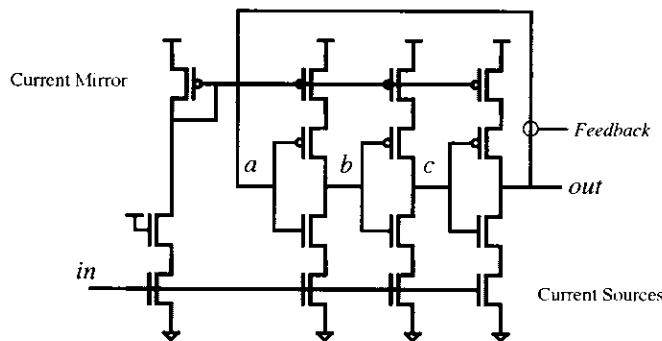 Current Mirror
Feedback
a
b
c
out
in
Current Sources